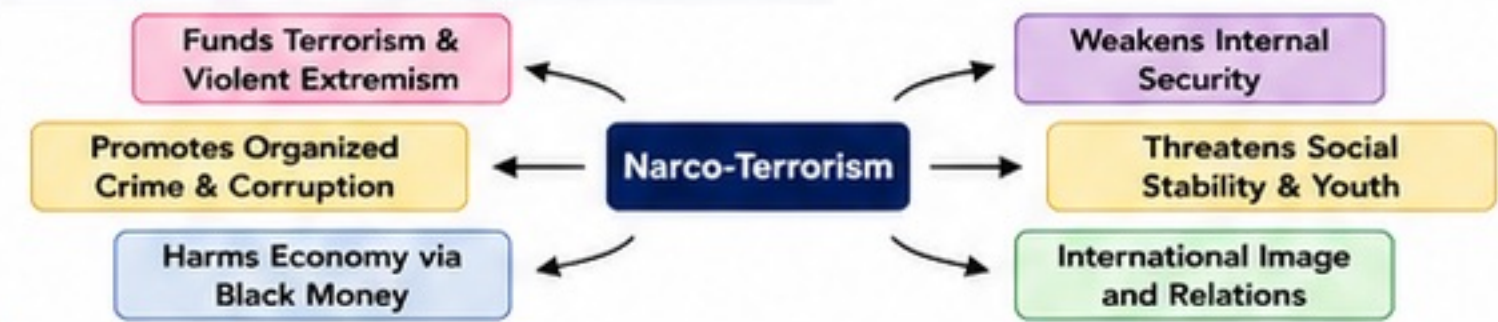 Funds Terrorism &
Violent Extremism
Weakens Internal
Security
Promotes Organized
Crime & Corruption
Narco-Terrorism
Threatens Social
Stability & Youth
Harms Economy via
Black Money
International Image
and Relations